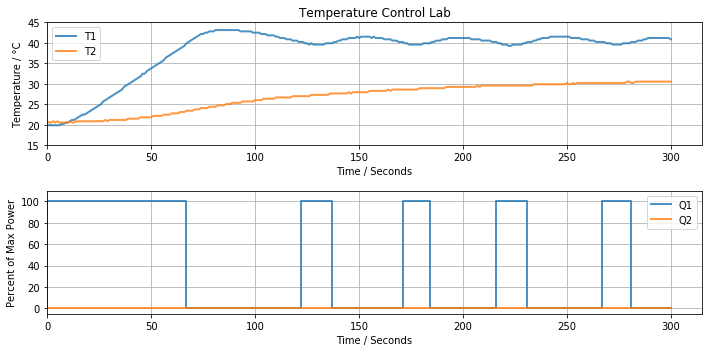 Temperature Control Lab
Temperature / °C
45
40
35
30
25
20
15
T1
T2
0 50 100 150 200 250 300
Time / Seconds
Percent of Max Power
100
80
60
40
20
0
Q1
Q2
0 50 100 150 200 250 300
Time / Seconds